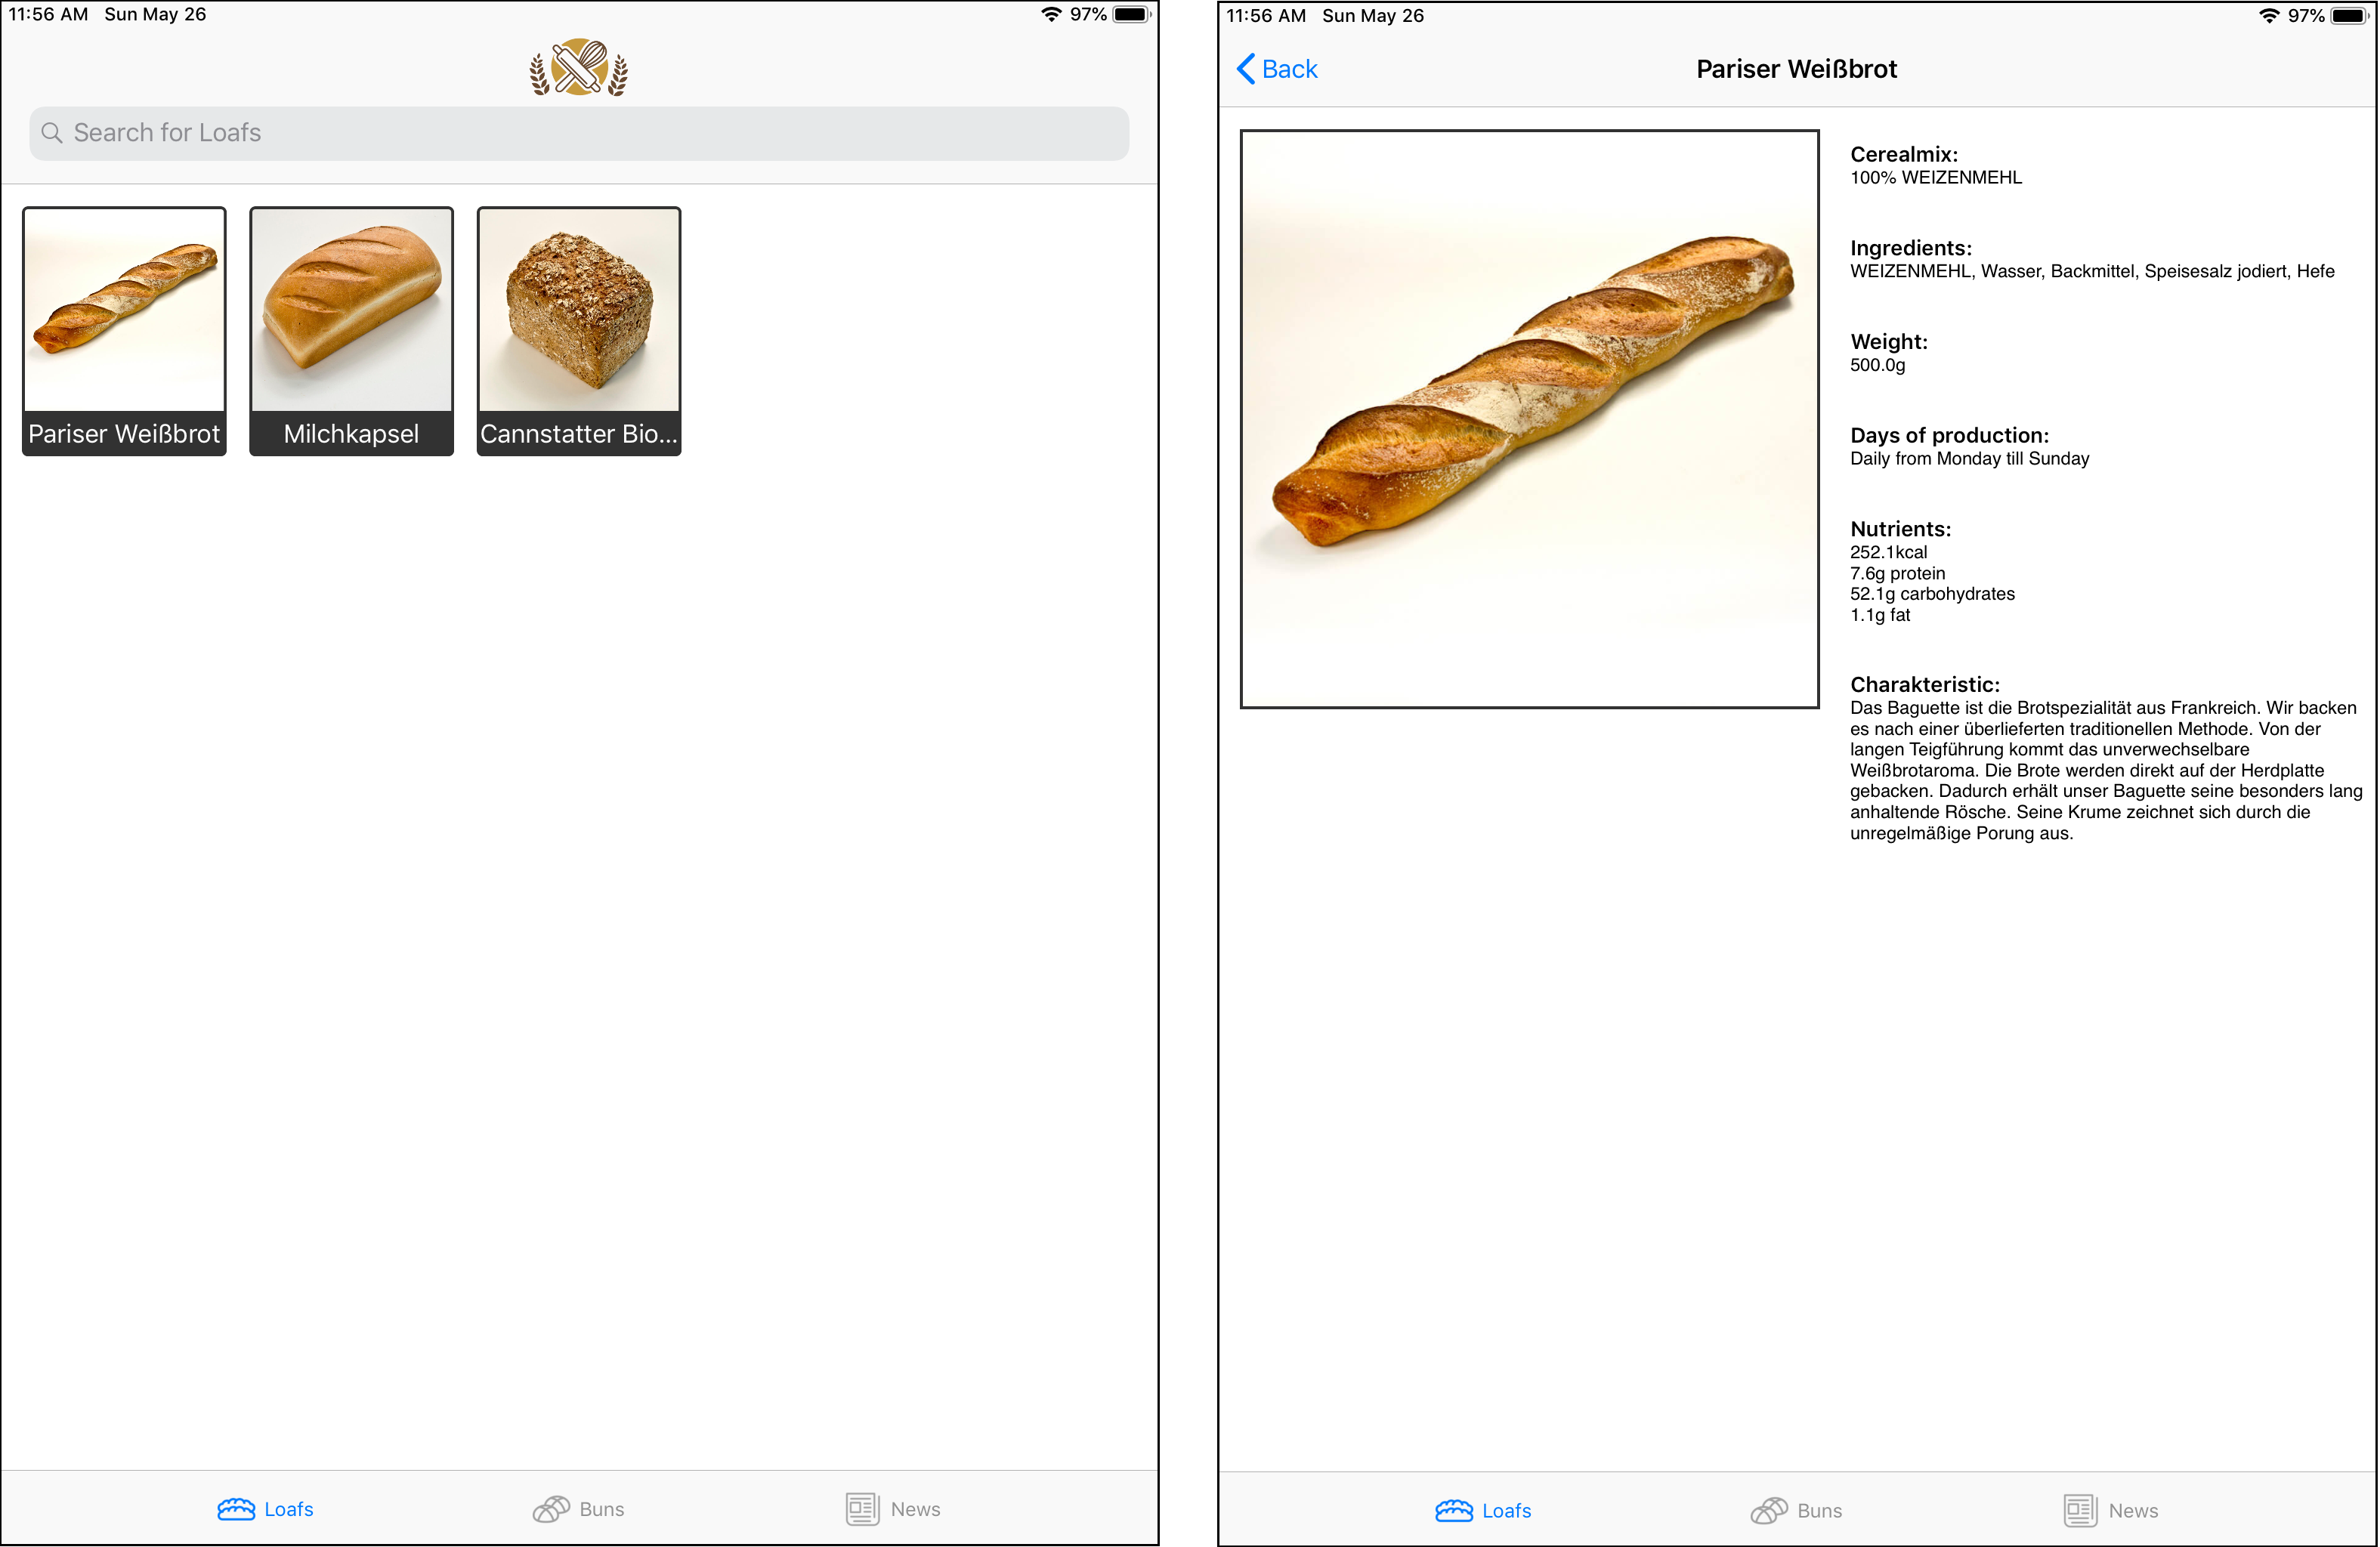 11:56 AM Sun May 26
97%
Search for Loafs
Pariser Weißbrot
Milchkapsel
Cannstatter Bio...
Loafs
Buns
News
11:56 AM Sun May 26
97%
Back
Pariser Weißbrot
Cerealmix:
100% WEIZENMEHL
Ingredients:
WEIZENMEHL, Wasser, Backmittel, Speisesalz jodiert, Hefe
Weight:
500.0g
Days of production:
Daily from Monday till Sunday
Nutrients:
252.1kcal
7.6g protein
52.1g carbohydrates
1.1g fat
Charakteristic:
Das Baguette ist die Brotspezialität aus Frankreich. Wir backen
es nach einer überlieferten traditionellen Methode. Von der
langen Teigführung kommt das unverwechselbare
Weißbrotaroma. Die Brote werden direkt auf der Herdplatte
gebacken. Dadurch erhält unser Baguette seine besonders lang
anhaltende Rösche. Seine Krume zeichnet sich durch die
unregelmäßige Porung aus.
Loafs
Buns
News